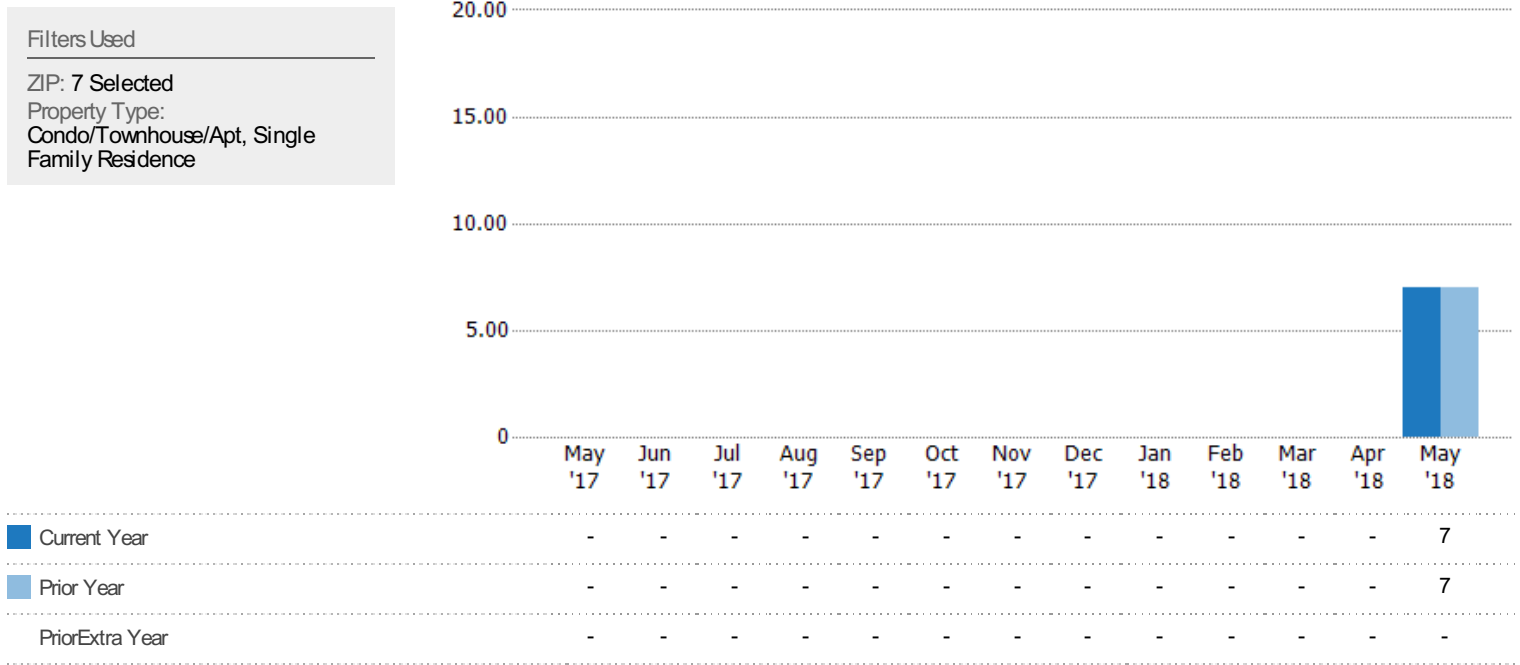 Filters Used
ZIP: 7 Selected
Property Type:
Condo/Townhouse/Apt, Single
Family Residence
20.00
15.00
10.00
5.00
0
May Jun Jul Aug Sep Oct Nov Dec Jan Feb Mar Apr May
'17 '17 '17 '17 '17 '17 '17 '17 '18 '18 '18 '18 '18
Current Year - - - - - - - - - - - - 7
Prior Year - - - - - - - - - - - - 7
PriorExtra Year - - - - - - - - - - - - -